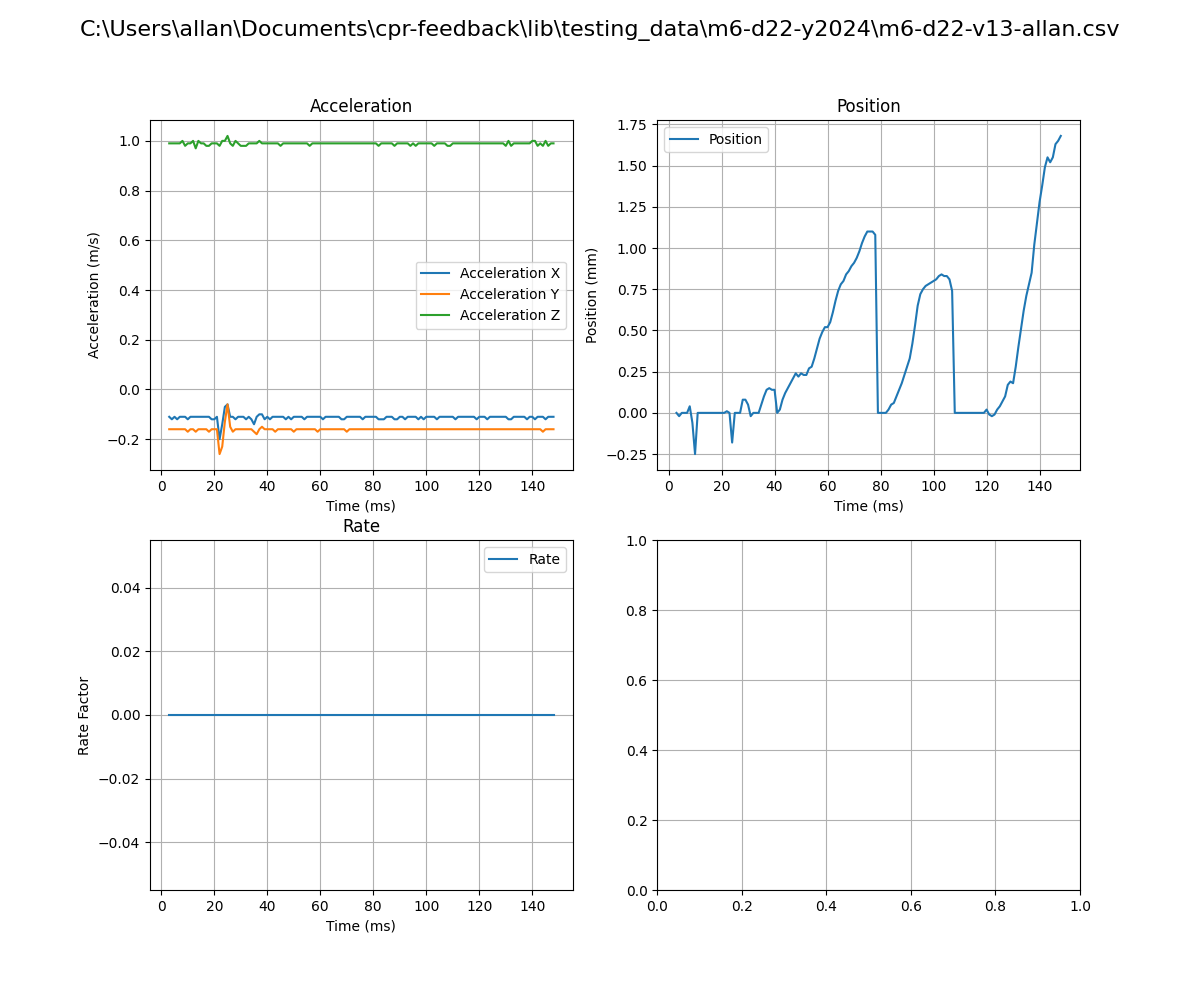 C:\Users\allan\Documents\cpr-feedback\lib\testing_data\m6-d22-y2024\m6-d22-v13-allan.csv
Acceleration
Acceleration (m/s)
1.0
0.8
0.6
0.4
0.2
0.0
−0.2
Acceleration X
Acceleration Y
Acceleration Z
0 20 40 60 80 100 120 140
Time (ms)
Position
Position (mm)
1.75
1.50
1.25
1.00
0.75
0.50
0.25
0.00
−0.25
Position
0 20 40 60 80 100 120 140
Time (ms)
Rate
Rate Factor
0.04
0.02
0.00
−0.02
−0.04
Rate
0 20 40 60 80 100 120 140
Time (ms)
1.0
0.8
0.6
0.4
0.2
0.0
0.0 0.2 0.4 0.6 0.8 1.0